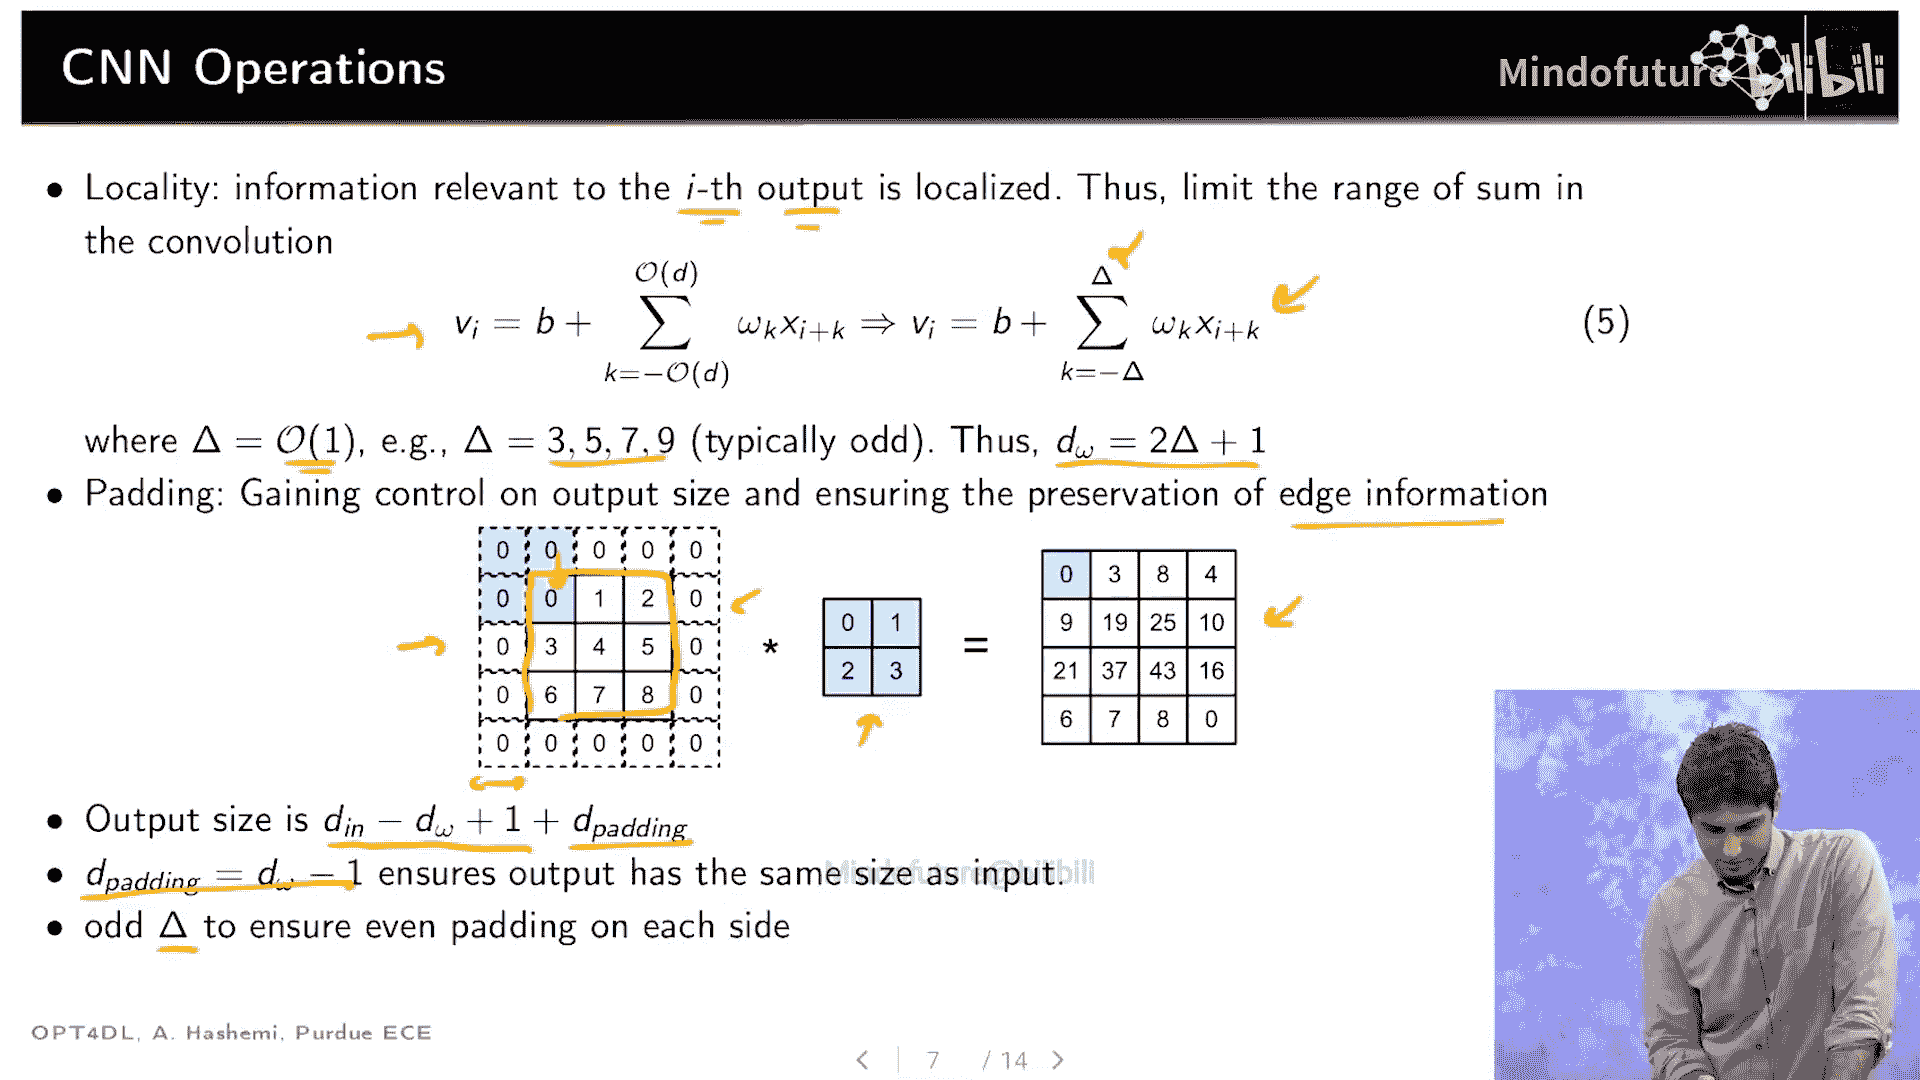 CNN Operations
Mindofuture bilibili
• Locality: information relevant to the i-th output is localized. Thus, limit the range of sum in
the convolution
v_i = b + ∑_{k=−𝒪(d)}^{𝒪(d)} ω_k x_{i+k} ⇒ v_i = b + ∑_{k=−Δ}^{Δ} ω_k x_{i+k} (5)
where Δ = 𝒪(1), e.g., Δ = 3, 5, 7, 9 (typically odd). Thus, d_ω = 2Δ + 1
• Padding: Gaining control on output size and ensuring the preservation of edge information
0 0 0 0 0
0 0 1 2 0
0 3 4 5 0
0 6 7 8 0
0 0 0 0 0
*
0 1
2 3
=
0 3 8 4
9 19 25 10
21 37 43 16
6 7 8 0
• Output size is d_in − d_ω + 1 + d_padding
• d_padding = d_ω − 1 ensures output has the same size as input.
Mindofuture@bilibili
• odd Δ to ensure even padding on each side
OPT4DL, A. Hashemi, Purdue ECE
< 7 / 14 >